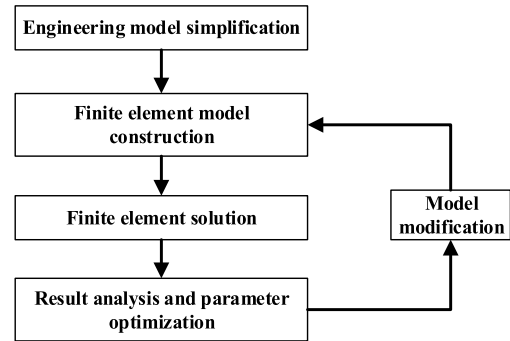 Engineering model simplification
Finite element model
construction
Finite element solution
Model
modification
Result analysis and parameter
optimization